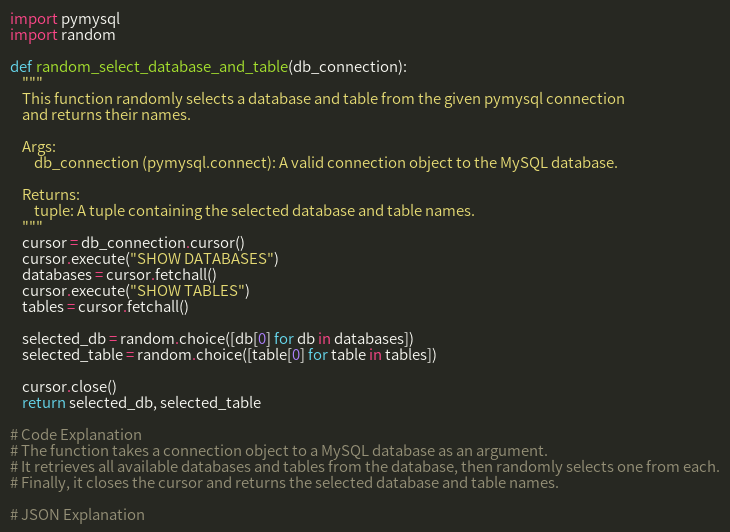 import pymysql
import random

def random_select_database_and_table(db_connection):
    """
    This function randomly selects a database and table from the given pymysql connection
    and returns their names.

    Args:
        db_connection (pymysql.connect): A valid connection object to the MySQL database.

    Returns:
        tuple: A tuple containing the selected database and table names.
    """
    cursor = db_connection.cursor()
    cursor.execute("SHOW DATABASES")
    databases = cursor.fetchall()
    cursor.execute("SHOW TABLES")
    tables = cursor.fetchall()

    selected_db = random.choice([db[0] for db in databases])
    selected_table = random.choice([table[0] for table in tables])

    cursor.close()
    return selected_db, selected_table

# Code Explanation
# The function takes a connection object to a MySQL database as an argument.
# It retrieves all available databases and tables from the database, then randomly selects one from each.
# Finally, it closes the cursor and returns the selected database and table names.

# JSON Explanation